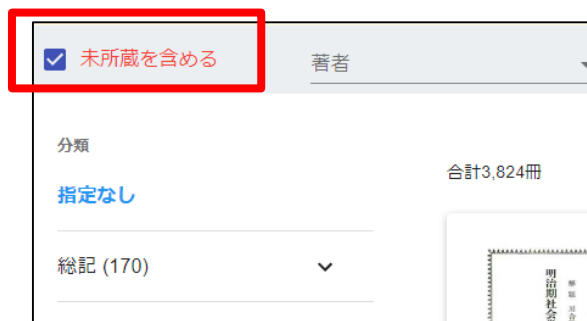 未所蔵を含める
著者
分類
指定なし
合計3,824冊
総記 (170)
明治期社会